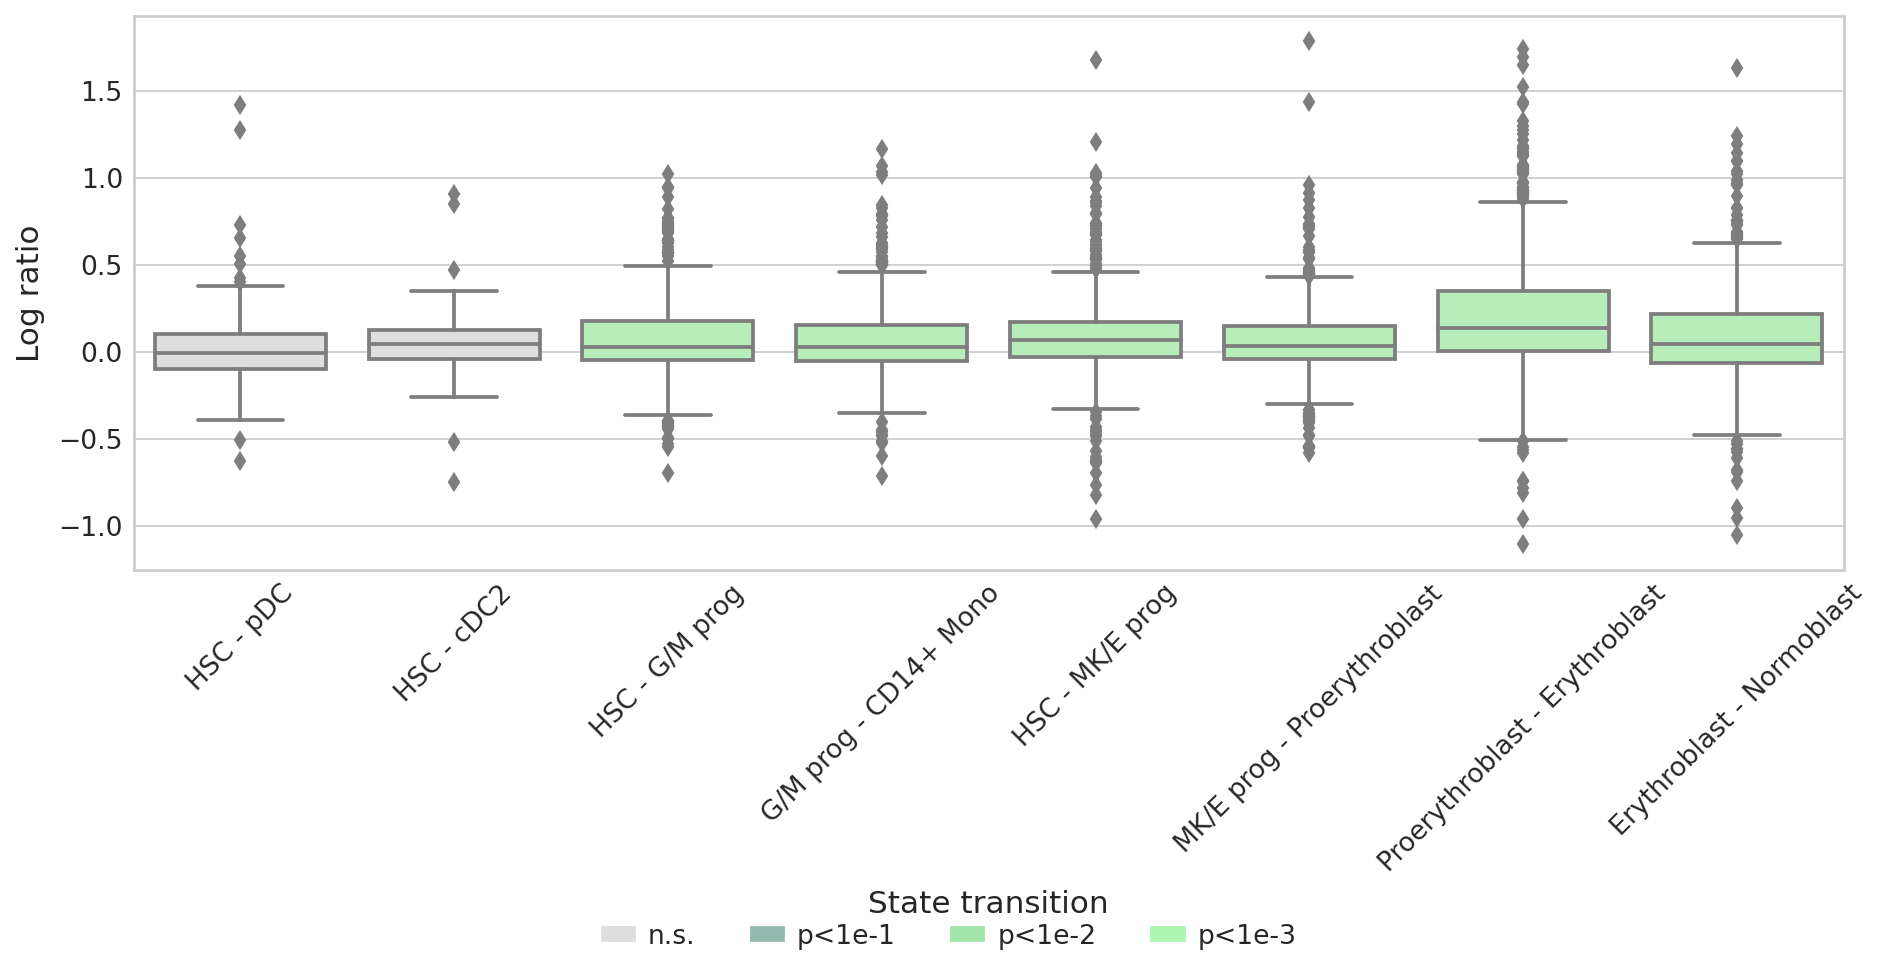 Log ratio
1.5
1.0
0.5
0.0
−0.5
−1.0
HSC - pDC
HSC - cDC2
HSC - G/M prog
G/M prog - CD14+ Mono
HSC - MK/E prog
MK/E prog - Proerythroblast
Proerythroblast - Erythroblast
Erythroblast - Normoblast
State transition
n.s.
p<1e-1
p<1e-2
p<1e-3